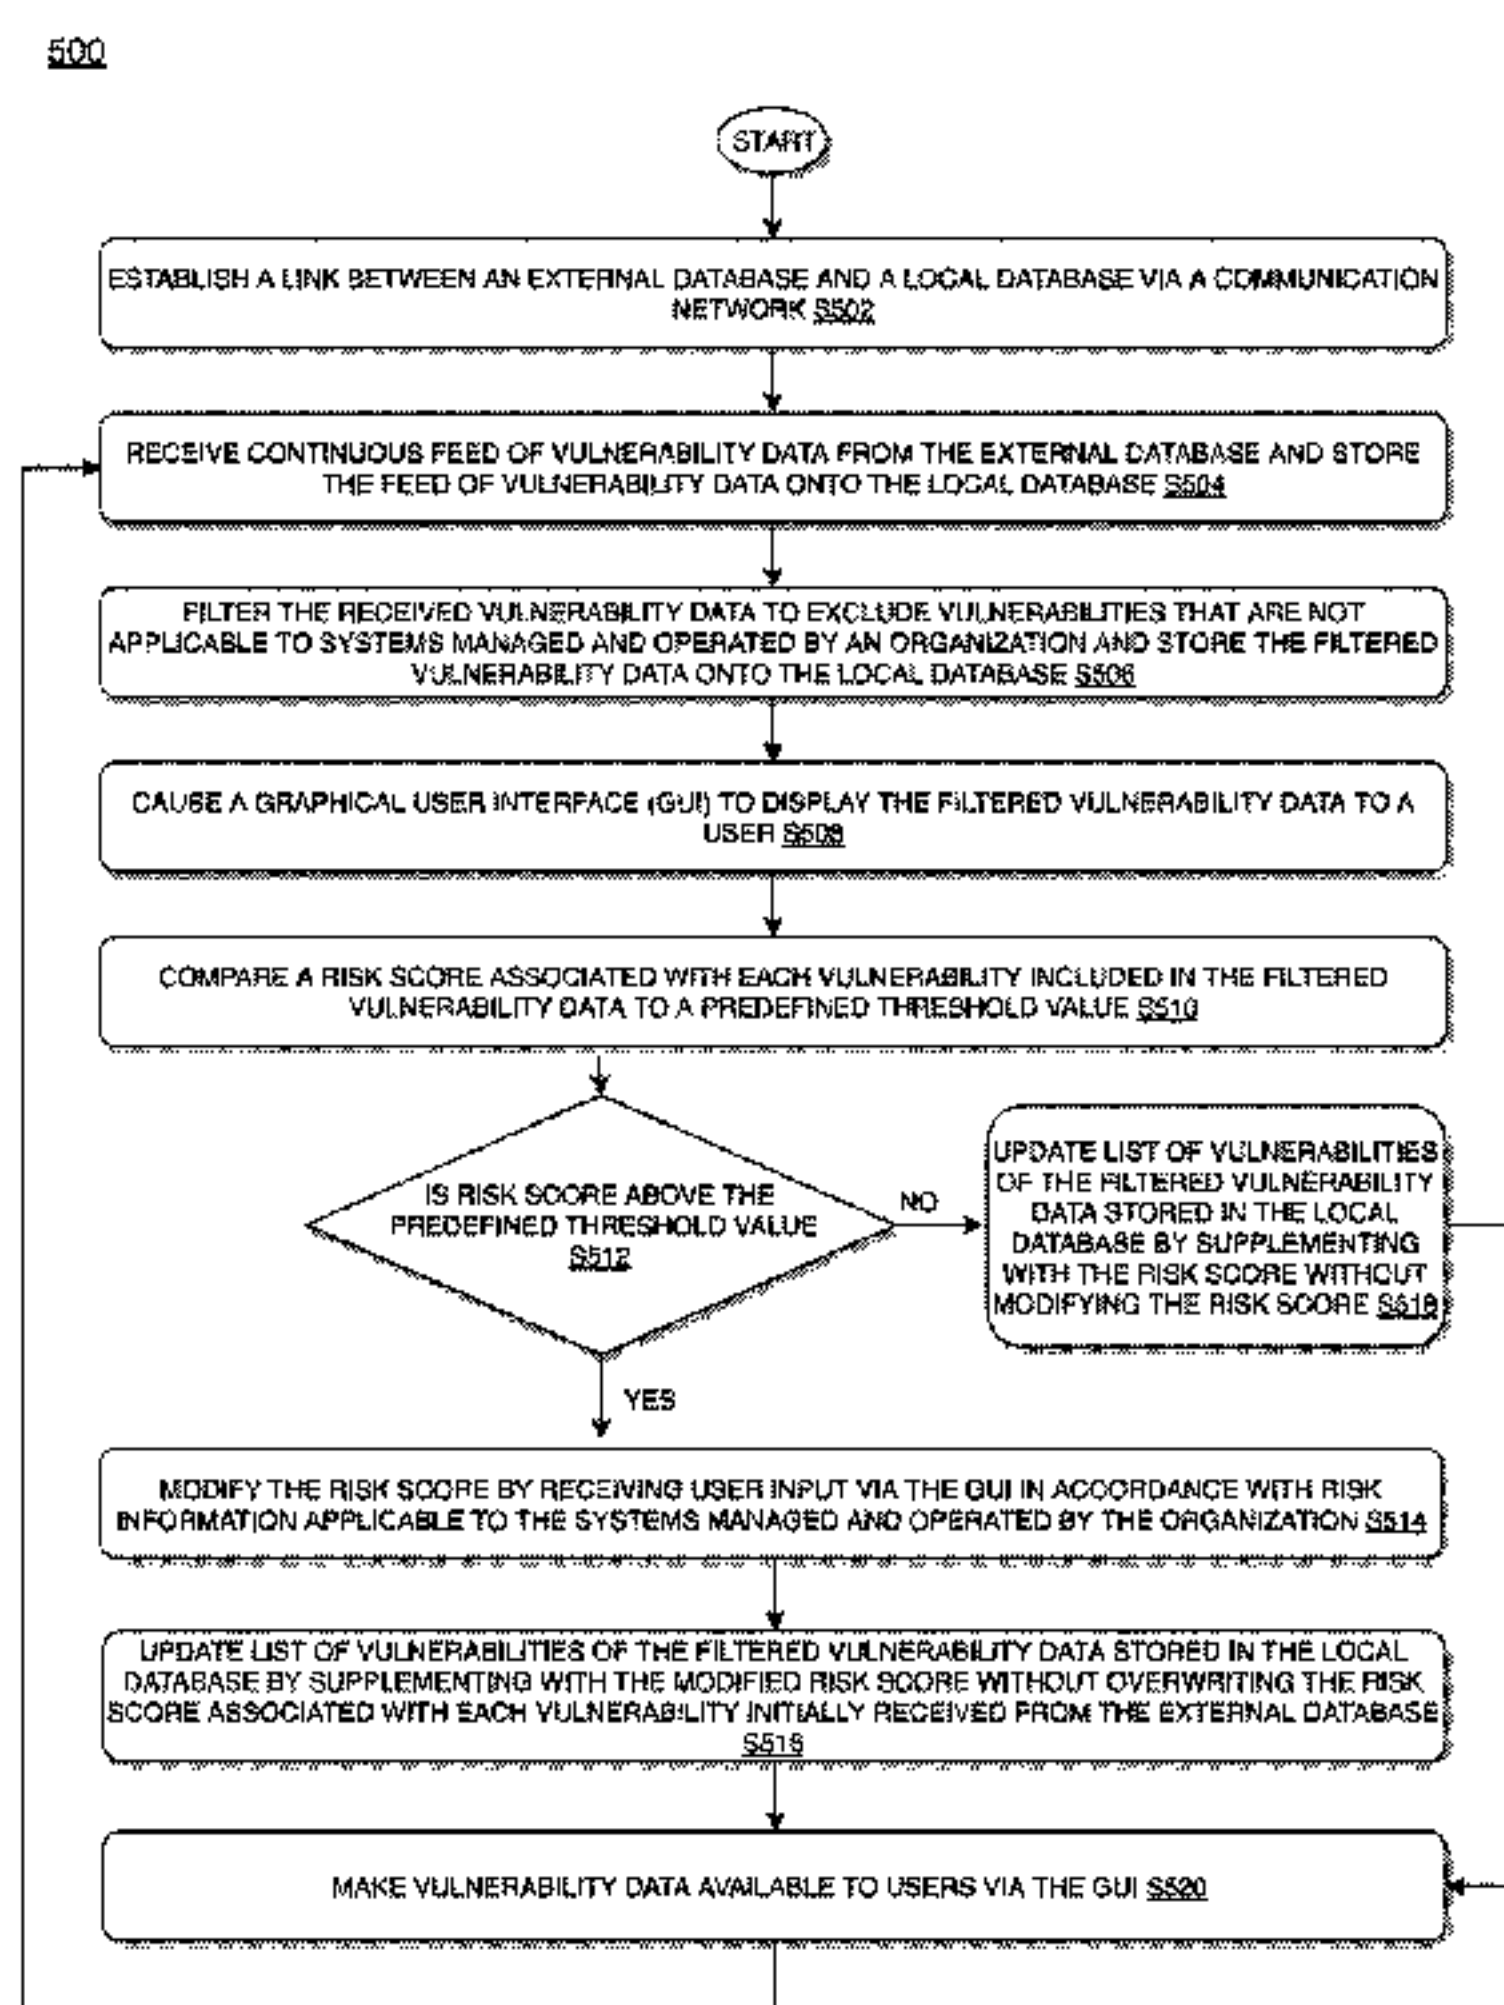 500
START
ESTABLISH A LINK BETWEEN AN EXTERNAL DATABASE AND A LOCAL DATABASE VIA A COMMUNICATION
NETWORK S502
RECEIVE CONTINUOUS FEED OF VULNERABILITY DATA FROM THE EXTERNAL DATABASE AND STORE
THE FEED OF VULNERABILITY DATA ONTO THE LOCAL DATABASE S504
FILTER THE RECEIVED VULNERABILITY DATA TO EXCLUDE VULNERABILITIES THAT ARE NOT
APPLICABLE TO SYSTEMS MANAGED AND OPERATED BY AN ORGANIZATION AND STORE THE FILTERED
VULNERABILITY DATA ONTO THE LOCAL DATABASE S506
CAUSE A GRAPHICAL USER INTERFACE (GUI) TO DISPLAY THE FILTERED VULNERABILITY DATA TO A
USER S508
COMPARE A RISK SCORE ASSOCIATED WITH EACH VULNERABILITY INCLUDED IN THE FILTERED
VULNERABILITY DATA TO A PREDEFINED THRESHOLD VALUE S510
IS RISK SCORE ABOVE THE
PREDEFINED THRESHOLD VALUE
S512
NO
UPDATE LIST OF VULNERABILITIES
OF THE FILTERED VULNERABILITY
DATA STORED IN THE LOCAL
DATABASE BY SUPPLEMENTING
WITH THE RISK SCORE WITHOUT
MODIFYING THE RISK SCORE S518
YES
MODIFY THE RISK SCORE BY RECEIVING USER INPUT VIA THE GUI IN ACCORDANCE WITH RISK
INFORMATION APPLICABLE TO THE SYSTEMS MANAGED AND OPERATED BY THE ORGANIZATION S514
UPDATE LIST OF VULNERABILITIES OF THE FILTERED VULNERABILITY DATA STORED IN THE LOCAL
DATABASE BY SUPPLEMENTING WITH THE MODIFIED RISK SCORE WITHOUT OVERWRITING THE RISK
SCORE ASSOCIATED WITH EACH VULNERABILITY INITIALLY RECEIVED FROM THE EXTERNAL DATABASE
S516
MAKE VULNERABILITY DATA AVAILABLE TO USERS VIA THE GUI S520